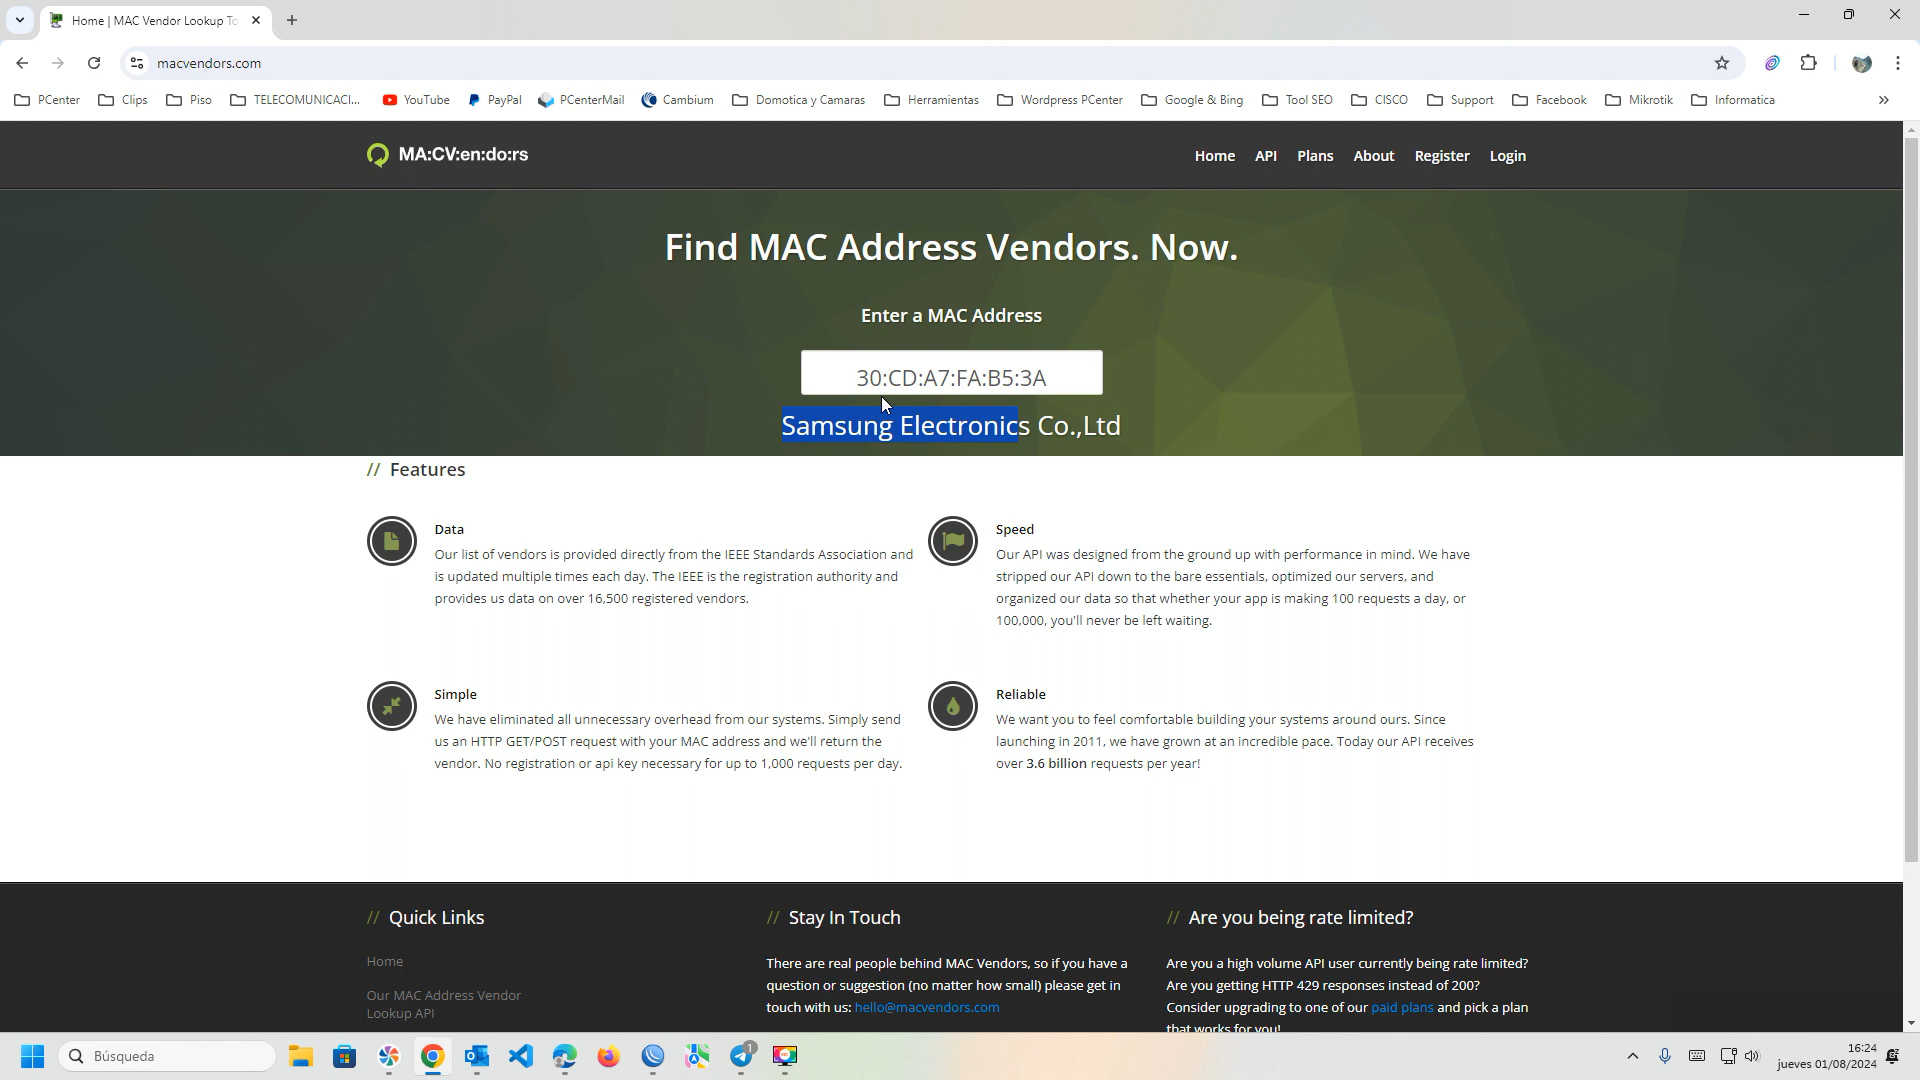 Home | MAC Vendor Lookup To
macvendors.com
PCenter
Clips
Piso
TELECOMUNICACI...
YouTube
PayPal
PCenterMail
Cambium
Domotica y Camaras
Herramientas
Wordpress PCenter
Google & Bing
Tool SEO
CISCO
Support
Facebook
Mikrotik
Informatica
»
MA:CV:en:do:rs
Home
API
Plans
About
Register
Login
Find MAC Address Vendors. Now.
Enter a MAC Address
30:CD:A7:FA:B5:3A
Samsung Electronics Co.,Ltd
// Features
Data
Our list of vendors is provided directly from the IEEE Standards Association and
is updated multiple times each day. The IEEE is the registration authority and
provides us data on over 16,500 registered vendors.
Speed
Our API was designed from the ground up with performance in mind. We have
stripped our API down to the bare essentials, optimized our servers, and
organized our data so that whether your app is making 100 requests a day, or
100,000, you'll never be left waiting.
Simple
We have eliminated all unnecessary overhead from our systems. Simply send
us an HTTP GET/POST request with your MAC address and we'll return the
vendor. No registration or api key necessary for up to 1,000 requests per day.
Reliable
We want you to feel comfortable building your systems around ours. Since
launching in 2011, we have grown at an incredible pace. Today our API receives
over 3.6 billion requests per year!
// Quick Links
Home
Our MAC Address Vendor
Lookup API
// Stay In Touch
There are real people behind MAC Vendors, so if you have a
question or suggestion (no matter how small) please get in
touch with us: hello@macvendors.com
// Are you being rate limited?
Are you a high volume API user currently being rate limited?
Are you getting HTTP 429 responses instead of 200?
Consider upgrading to one of our paid plans and pick a plan
that works for you!
Búsqueda
1
16:24
jueves 01/08/2024